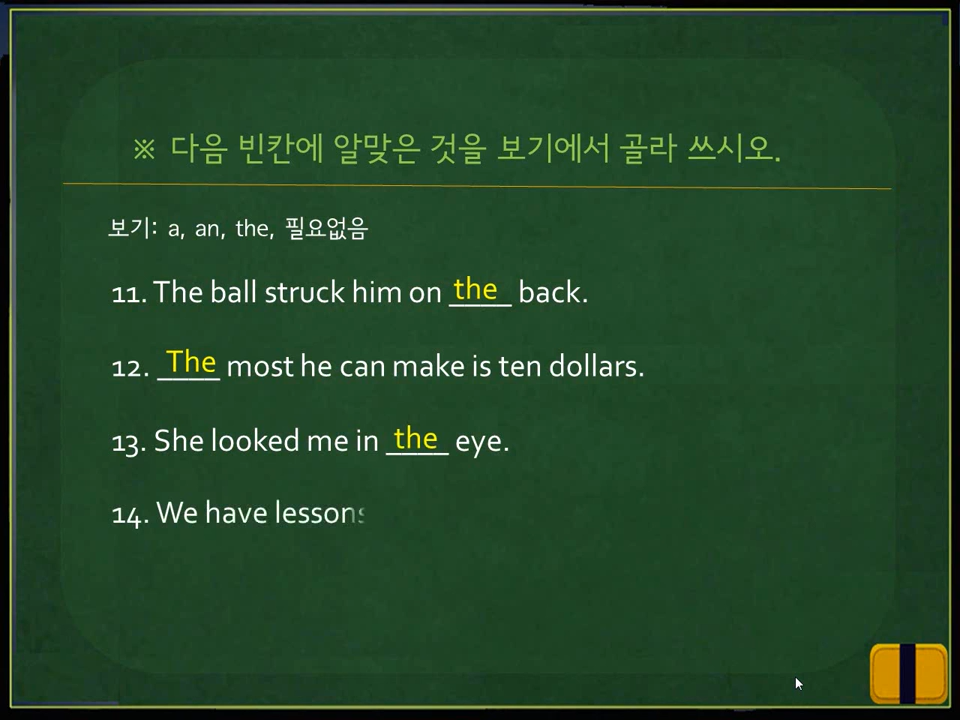 ※ 다음 빈칸에 알맞은 것을 보기에서 골라 쓰시오.
보기: a, an, the, 필요없음
11. The ball struck him on the back.
12. The most he can make is ten dollars.
13. She looked me in the eye.
14. We have lessons